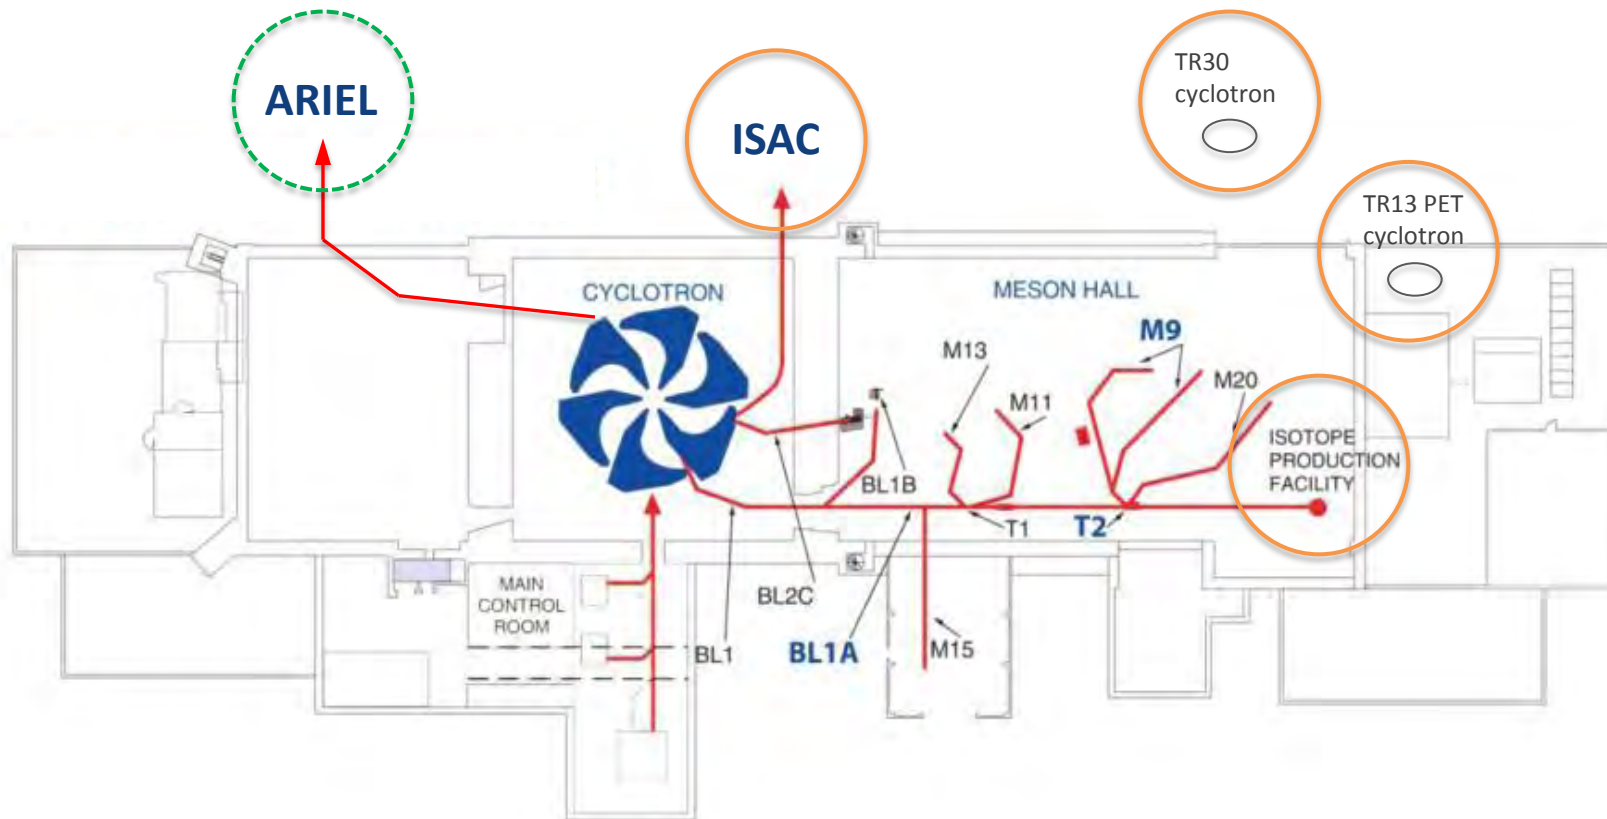 ARIEL
ISAC
TR30
cyclotron
TR13 PET
cyclotron
CYCLOTRON
MESON HALL
M9
M13
M20
M11
ISOTOPE
PRODUCTION
FACILITY
BL1B
T1
T2
MAIN
CONTROL
ROOM
BL2C
BL1
BL1A
M15